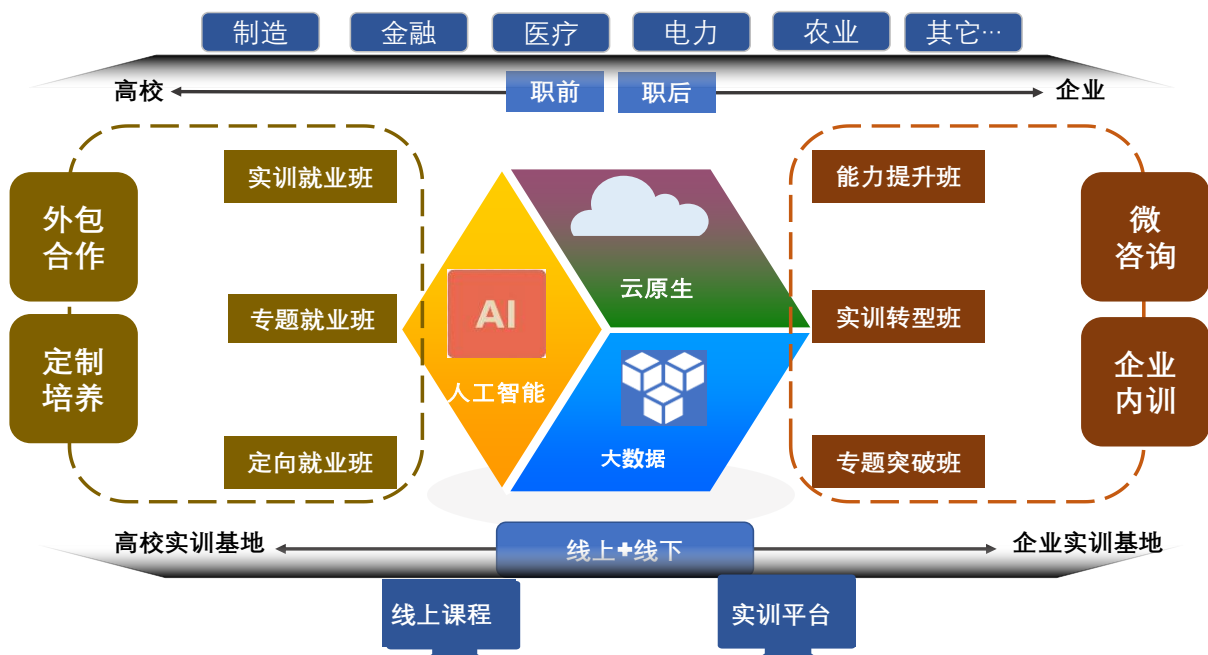 制造
金融
医疗
电力
农业
其它…
高校
职前
职后
企业
外包
合作
定制
培养
实训就业班
专题就业班
定向就业班
AI
人工智能
云原生
大数据
能力提升班
实训转型班
专题突破班
微
咨询
企业
内训
高校实训基地
线上+线下
企业实训基地
线上课程
实训平台